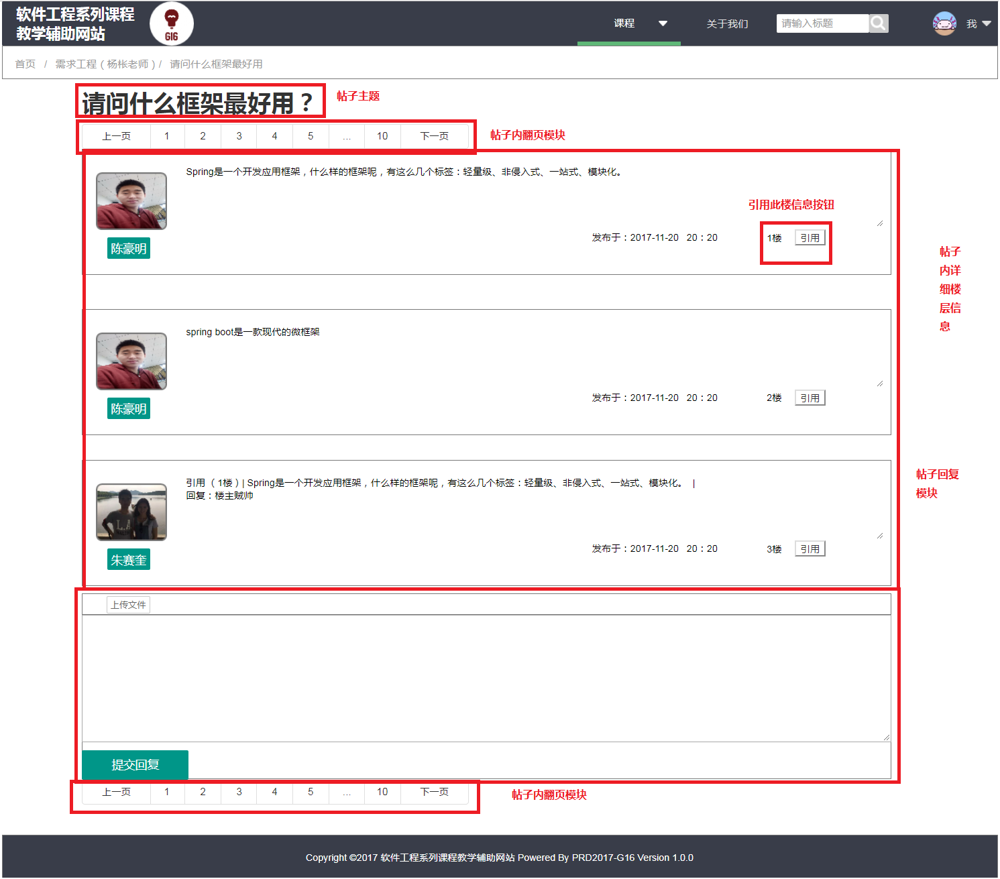 软件工程系列课程
教学辅助网站
G16
课程
关于我们
请输入标题
我
首页 / 需求工程（杨枨老师）/ 请问什么框架最好用
请问什么框架最好用？
帖子主题
上一页 1 2 3 4 5 ... 10 下一页
帖子内翻页模块
Spring是一个开发应用框架，什么样的框架呢，有这么几个标签：轻量级、非侵入式、一站式、模块化。
引用此楼信息按钮
发布于：2017-11-20 20：20
1楼
引用
陈豪明
帖子
内详
细楼
层信
息
spring boot是一款现代的微框架
发布于：2017-11-20 20：20
2楼
引用
陈豪明
引用 （ 1楼 ）| Spring是一个开发应用框架，什么样的框架呢，有这么几个标签：轻量级、非侵入式、一站式、模块化。 |
回复：楼主贼帅
L.A
发布于：2017-11-20 20：20
3楼
引用
朱赛奎
帖子回复
模块
上传文件
提交回复
上一页 1 2 3 4 5 ... 10 下一页
帖子内翻页模块
Copyright ©2017 软件工程系列课程教学辅助网站 Powered By PRD2017-G16 Version 1.0.0